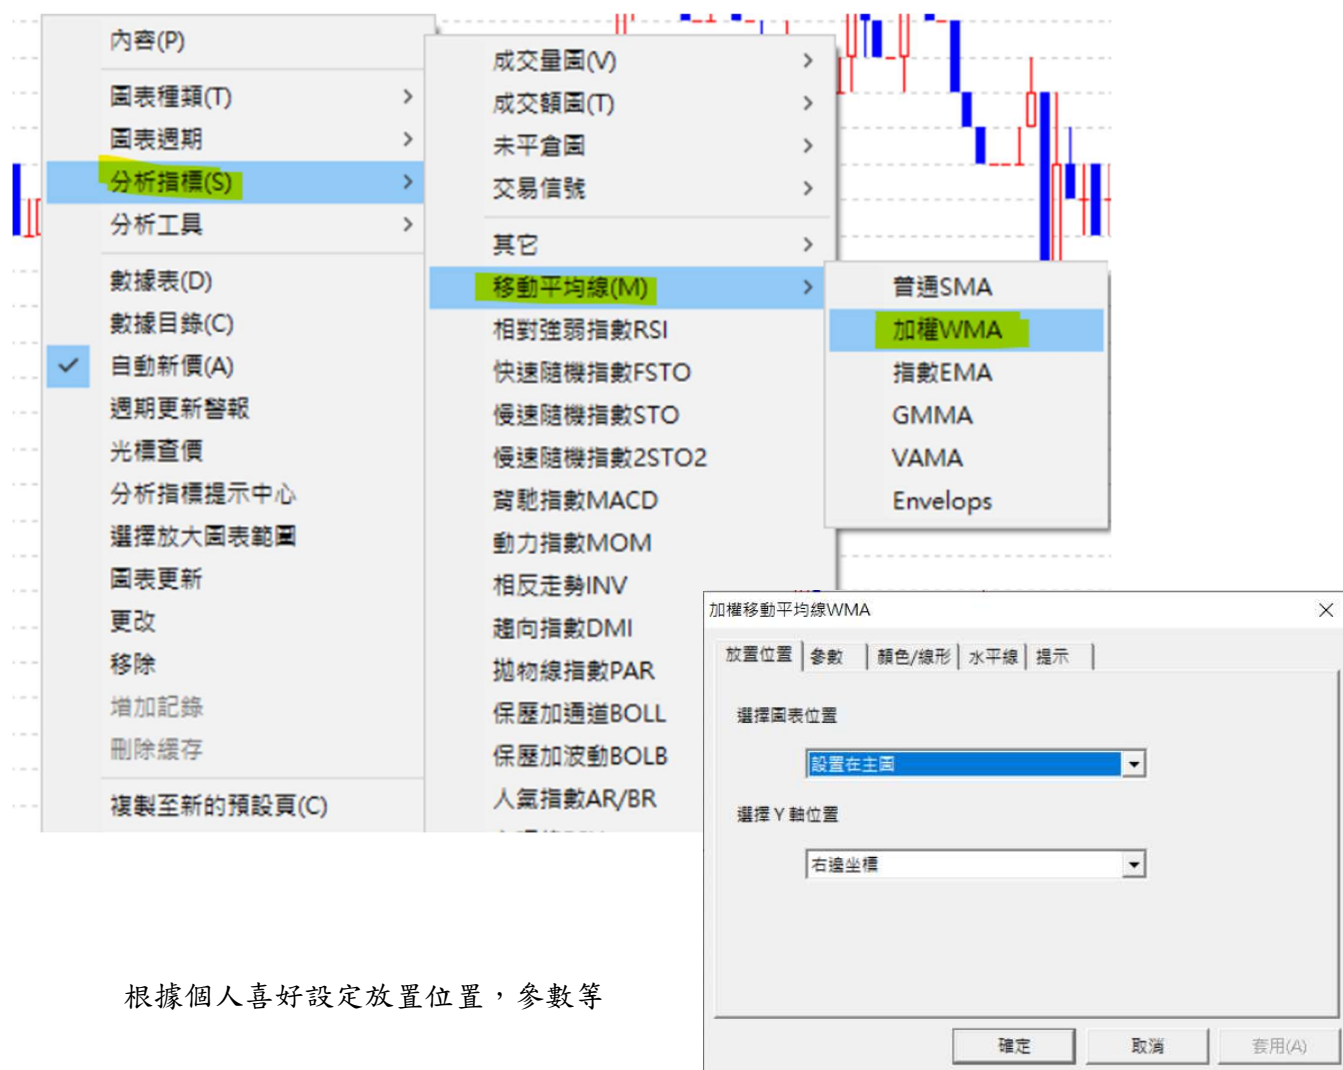 內容(P)
圖表種類(T)
圖表週期
分析指標(S)
分析工具
數據表(D)
數據目錄(C)
自動新價(A)
週期更新警報
光標查價
分析指標提示中心
選擇放大圖表範圍
圖表更新
更改
移除
增加記錄
刪除緩存
複製至新的預設頁(C)
成交量圖(V)
成交額圖(T)
未平倉圖
交易信號
其它
移動平均線(M)
相對強弱指數RSI
快速隨機指數FSTO
慢速隨機指數STO
慢速隨機指數2STO2
背馳指數MACD
動力指數MOM
相反走勢INV
趨向指數DMI
拋物線指數PAR
保歷加通道BOLL
保歷加波動BOLB
人氣指數AR/BR
普通SMA
加權WMA
指數EMA
GMMA
VAMA
Envelops
加權移動平均線WMA
放置位置 參數 顏色/線形 水平線 提示
選擇圖表位置
設置在主圖
選擇 Y 軸位置
右邊坐標
確定 取消 套用(A)
根據個人喜好設定放置位置，參數等